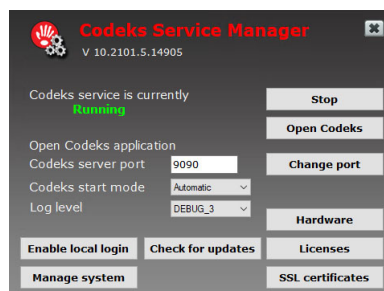 Codeks Service Manager
V 10.2101.5.14905
Codeks service is currently
Running
Stop
Open Codeks
Open Codeks application
Codeks server port 9090 Change port
Codeks start mode Automatic
Log level DEBUG_3
Hardware
Enable local login Check for updates Licenses
Manage system SSL certificates